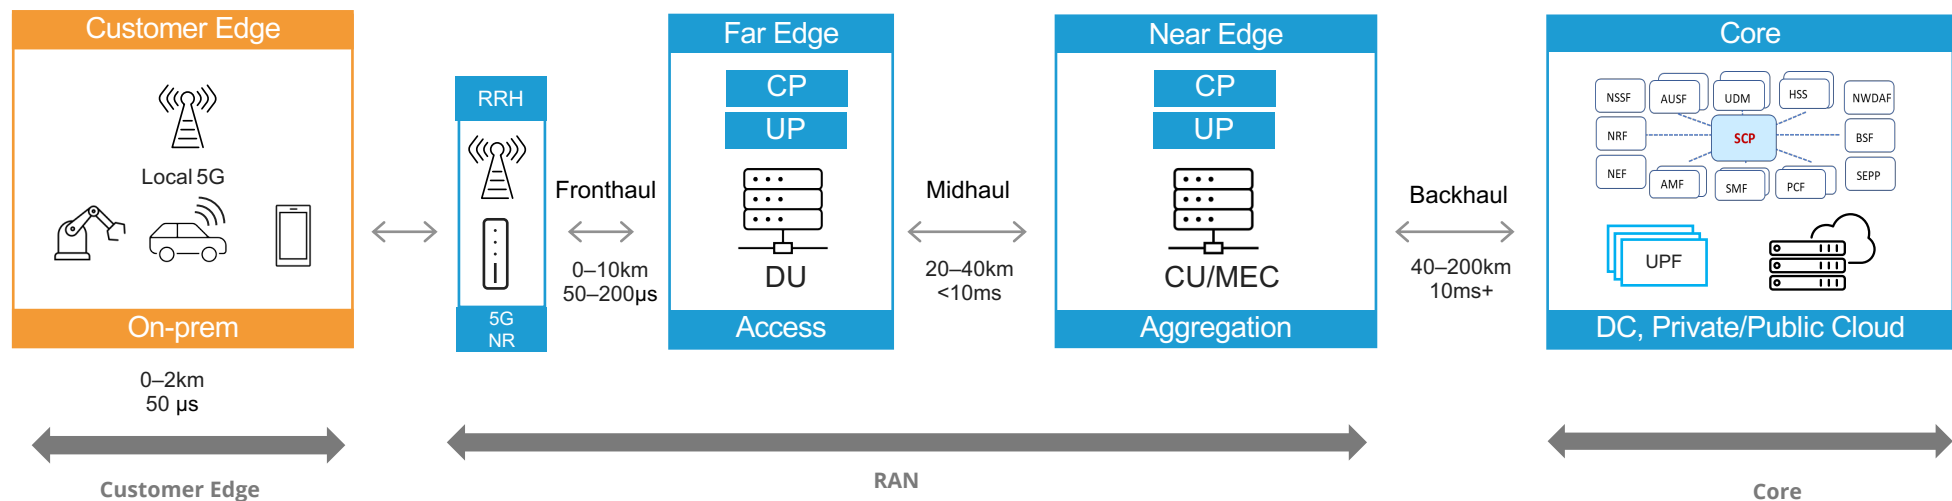 Customer Edge
Local 5G
On-prem
0–2km
50 µs
Customer Edge
RRH
5G
NR
Fronthaul
0–10km
50–200µs
Far Edge
CP
UP
DU
Access
Midhaul
20–40km
<10ms
Near Edge
CP
UP
CU/MEC
Aggregation
RAN
Backhaul
40–200km
10ms+
Core
NSSF
AUSF
UDM
HSS
NWDAF
NRF
SCP
BSF
NEF
AMF
SMF
PCF
SEPP
UPF
DC, Private/Public Cloud
Core